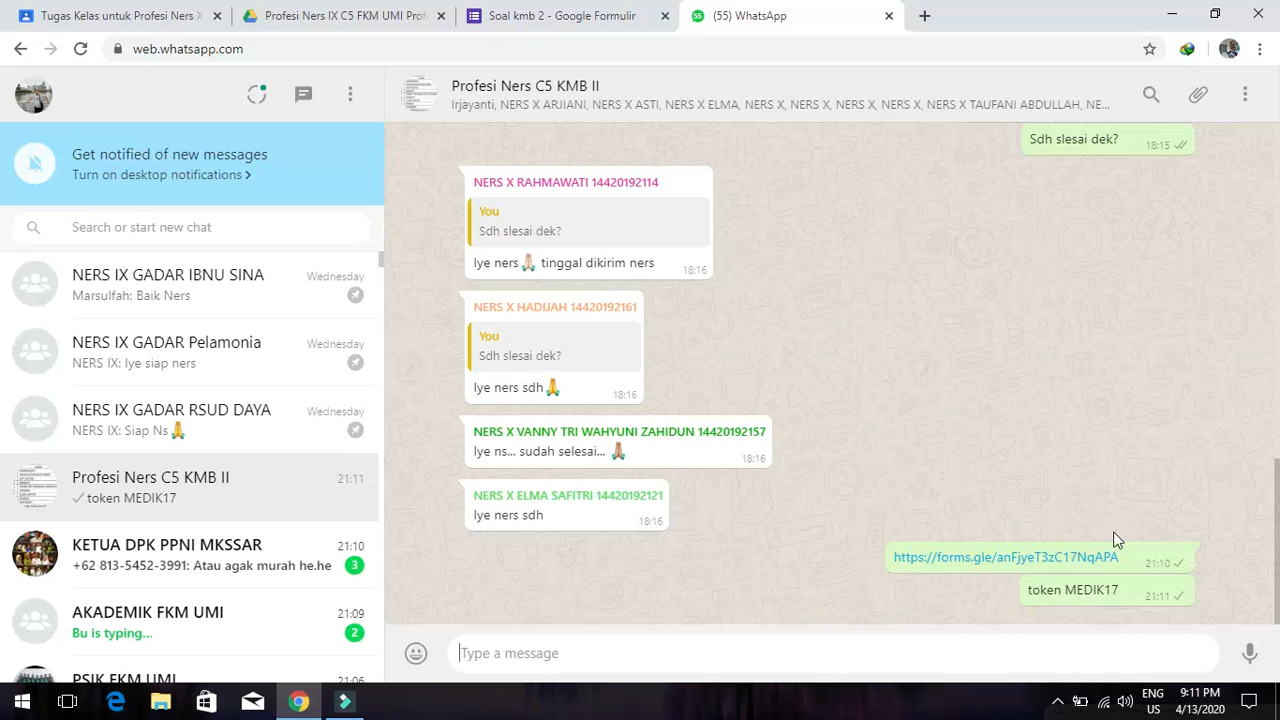 Tugas Kelas untuk Profesi Ners X
Profesi Ners IX C5 FKM UMI Prof
Soal kmb 2 - Google Formulir
(55) WhatsApp
web.whatsapp.com
Profesi Ners C5 KMB II
Irjayanti, NERS X ARJIANI, NERS X ASTI, NERS X ELMA, NERS X, NERS X, NERS X, NERS X, NERS X TAUFANI ABDULLAH, NE...
Get notified of new messages
Turn on desktop notifications >
Search or start new chat
NERS IX GADAR IBNU SINA Wednesday
Marsulfah: Baik Ners
NERS IX GADAR Pelamonia Wednesday
NERS IX: Iye siap ners
NERS IX GADAR RSUD DAYA Wednesday
NERS IX: Siap Ns🙏
Profesi Ners C5 KMB II 21:11
✓ token MEDIK17
KETUA DPK PPNI MKSSAR 21:10
+62 813-5452-3991: Atau agak murah he.he 3
AKADEMIK FKM UMI 21:09
Bu is typing... 2
PSIK FKM UMI 21:06
Sdh slesai dek? 18:15
NERS X RAHMAWATI 14420192114
You
Sdh slesai dek?
Iye ners🙏 tinggal dikirim ners 18:16
NERS X HADIJAH 14420192161
You
Sdh slesai dek?
Iye ners sdh🙏 18:16
NERS X VANNY TRI WAHYUNI ZAHIDUN 14420192157
Iye ns... sudah selesai... 🙏 18:16
NERS X ELMA SAFITRI 14420192121
Iye ners sdh 18:16
https://forms.gle/anFjyeT3zC17NqAPA 21:10
token MEDIK17 21:11
Type a message
ENG 9:11 PM
US 4/13/2020